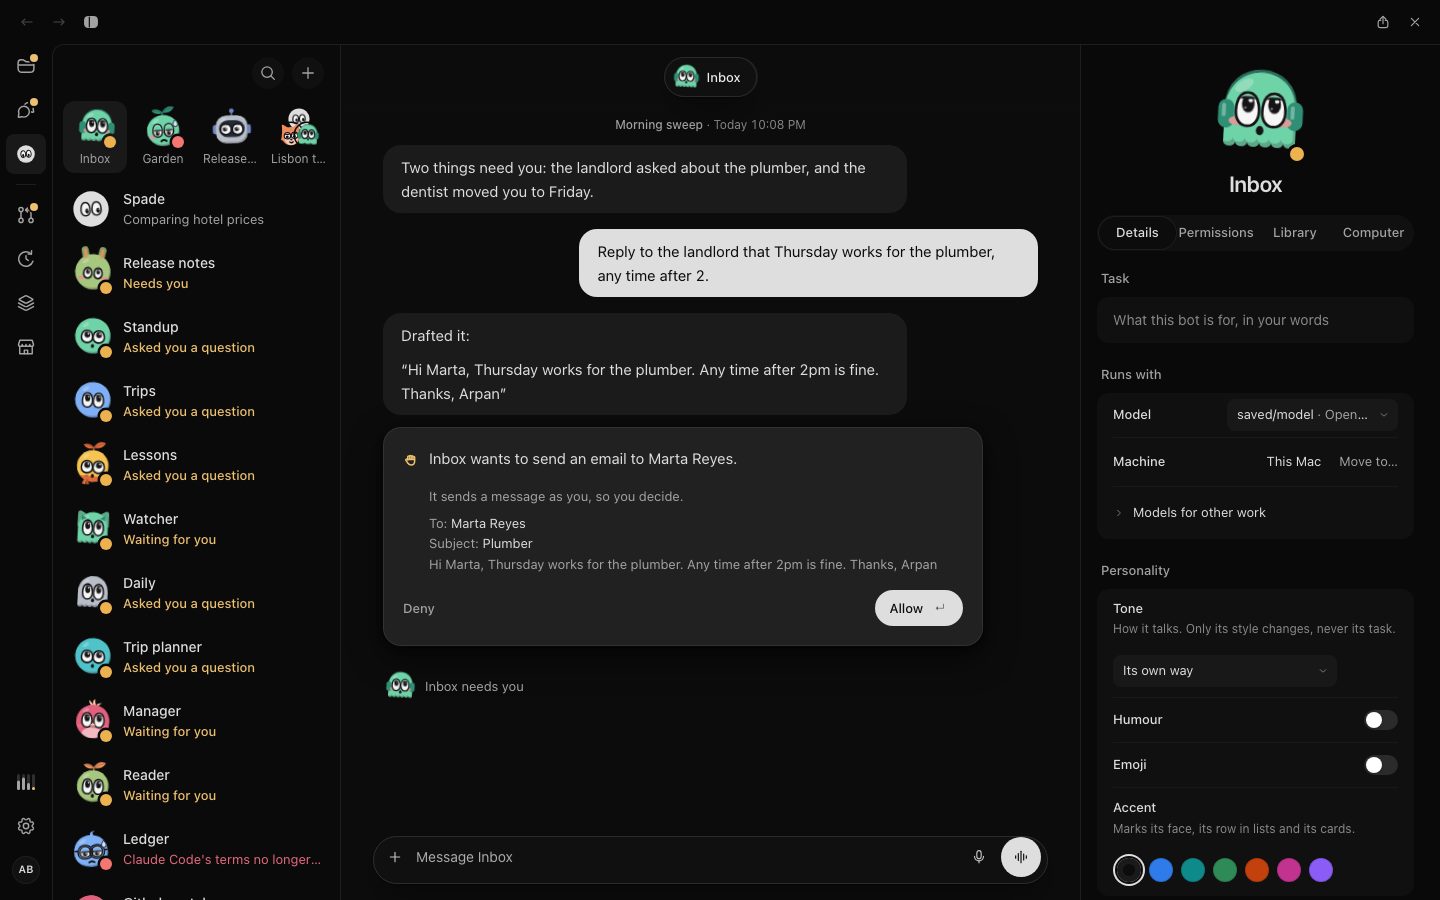 Inbox
Garden
Release...
Lisbon t...
Spade
Comparing hotel prices
Release notes
Needs you
Standup
Asked you a question
Trips
Asked you a question
Lessons
Asked you a question
Watcher
Waiting for you
Daily
Asked you a question
Trip planner
Asked you a question
Manager
Waiting for you
Reader
Waiting for you
Ledger
Claude Code's terms no longer...
AB
Inbox
Morning sweep · Today 10:08 PM
Two things need you: the landlord asked about the plumber, and the
dentist moved you to Friday.
Reply to the landlord that Thursday works for the plumber,
any time after 2.
Drafted it:
“Hi Marta, Thursday works for the plumber. Any time after 2pm is fine.
Thanks, Arpan”
Inbox wants to send an email to Marta Reyes.
It sends a message as you, so you decide.
To: Marta Reyes
Subject: Plumber
Hi Marta, Thursday works for the plumber. Any time after 2pm is fine. Thanks, Arpan
Deny
Allow
Inbox needs you
Message Inbox
Inbox
Details Permissions Library Computer
Task
What this bot is for, in your words
Runs with
Model saved/model · Open...
Machine This Mac Move to...
Models for other work
Personality
Tone
How it talks. Only its style changes, never its task.
Its own way
Humour
Emoji
Accent
Marks its face, its row in lists and its cards.